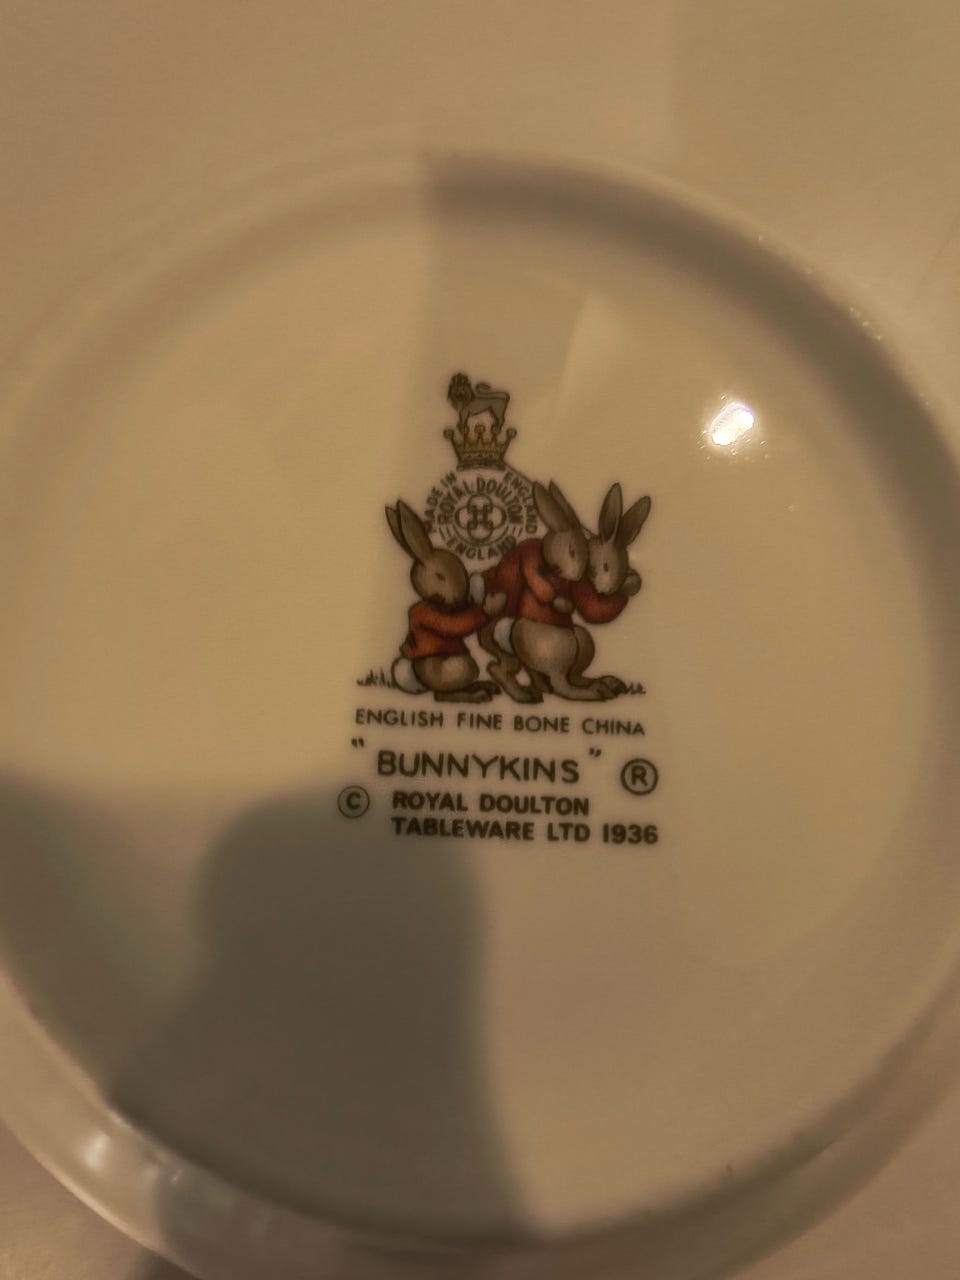 MADE IN ENGLAND
ROYAL DOULTON
ENGLAND
ENGLISH FINE BONE CHINA
"BUNNYKINS" ®
© ROYAL DOULTON
TABLEWARE LTD 1936